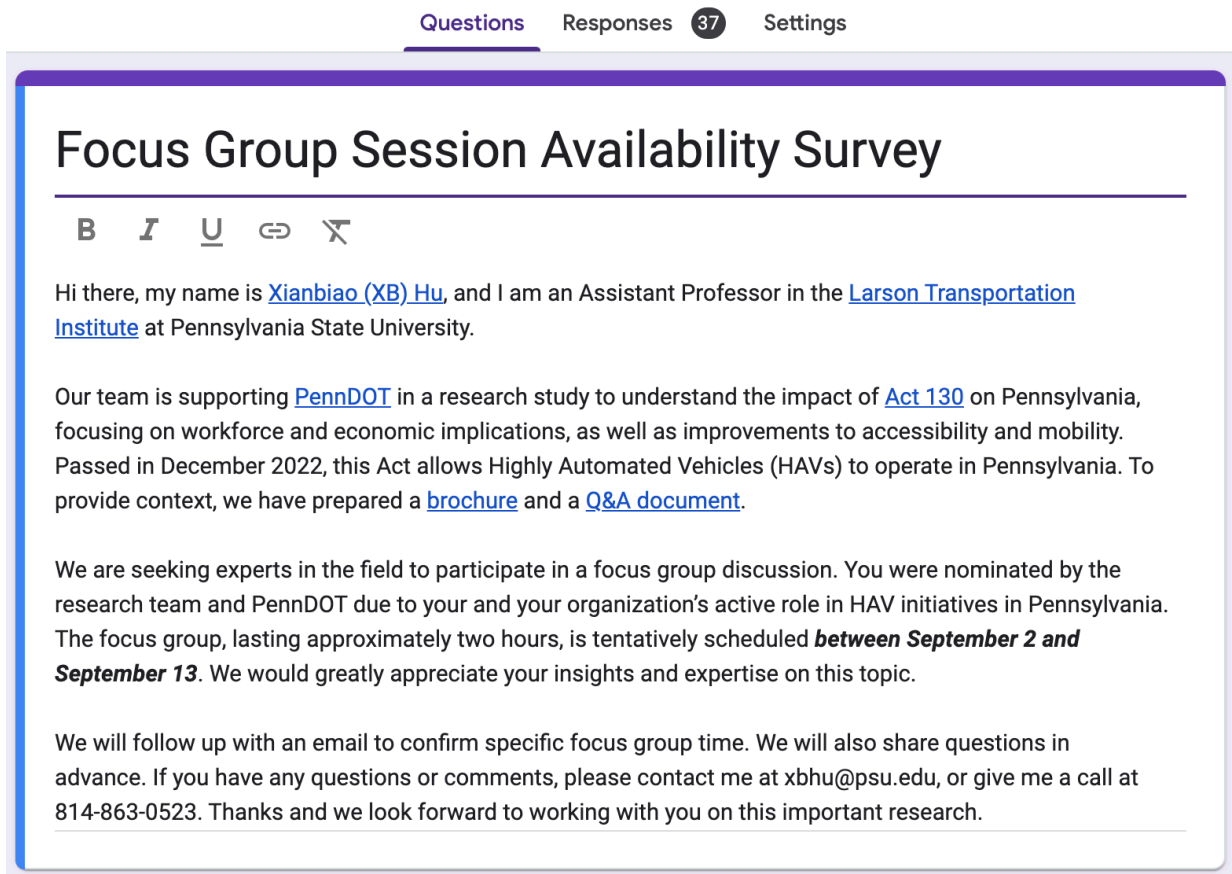 Questions Responses 37 Settings
Focus Group Session Availability Survey
B I U
Hi there, my name is Xianbiao (XB) Hu, and I am an Assistant Professor in the Larson Transportation
Institute at Pennsylvania State University.
Our team is supporting PennDOT in a research study to understand the impact of Act 130 on Pennsylvania,
focusing on workforce and economic implications, as well as improvements to accessibility and mobility.
Passed in December 2022, this Act allows Highly Automated Vehicles (HAVs) to operate in Pennsylvania. To
provide context, we have prepared a brochure and a Q&A document.
We are seeking experts in the field to participate in a focus group discussion. You were nominated by the
research team and PennDOT due to your and your organization’s active role in HAV initiatives in Pennsylvania.
The focus group, lasting approximately two hours, is tentatively scheduled between September 2 and
September 13. We would greatly appreciate your insights and expertise on this topic.
We will follow up with an email to confirm specific focus group time. We will also share questions in
advance. If you have any questions or comments, please contact me at xbhu@psu.edu, or give me a call at
814-863-0523. Thanks and we look forward to working with you on this important research.